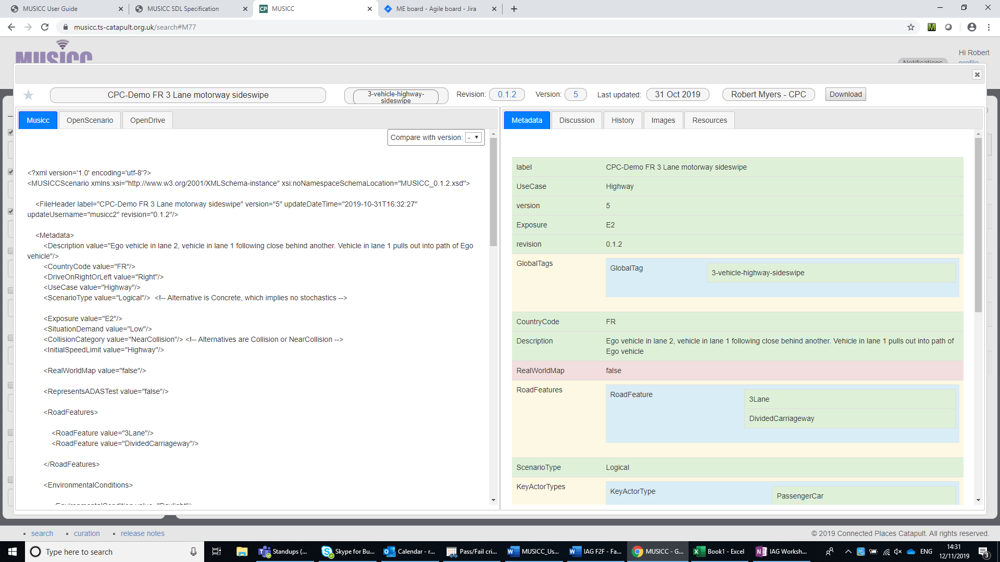 MUSICC User Guide
MUSICC SDL Specification
MUSICC
ME board - Agile board - Jira
musicc.ts-catapult.org.uk/search#M77
MUSICC
Hi Robert
Notifications
profile
CPC-Demo FR 3 Lane motorway sideswipe
3-vehicle-highway-
sideswipe
Revision: 0.1.2
Version: 5
Last updated: 31 Oct 2019
Robert Myers - CPC
Download
Musicc
OpenScenario
OpenDrive
Compare with version: -
<?xml version='1.0' encoding='utf-8'?>
<MUSICCScenario xmlns:xsi="http://www.w3.org/2001/XMLSchema-instance" xsi:noNamespaceSchemaLocation="MUSICC_0.1.2.xsd">
<FileHeader label="CPC-Demo FR 3 Lane motorway sideswipe" version="5" updateDateTime="2019-10-31T16:32:27"
updateUsername="musicc2" revision="0.1.2"/>
<Metadata>
<Description value="Ego vehicle in lane 2, vehicle in lane 1 following close behind another. Vehicle in lane 1 pulls out into path of Ego
vehicle"/>
<CountryCode value="FR"/>
<DriveOnRightOrLeft value="Right"/>
<UseCase value="Highway"/>
<ScenarioType value="Logical"/> <!-- Alternative is Concrete, which implies no stochastics -->
<Exposure value="E2"/>
<SituationDemand value="Low"/>
<CollisionCategory value="NearCollision"/> <!-- Alternatives are Collision or NearCollision -->
<InitialSpeedLimit value="Highway"/>
<RealWorldMap value="false"/>
<RepresentsADASTest value="false"/>
<RoadFeatures>
<RoadFeature value="3Lane"/>
<RoadFeature value="DividedCarriageway"/>
</RoadFeatures>
<EnvironmentalConditions>
<EnvironmentalCondition value="Daylight"/>
Metadata
Discussion
History
Images
Resources
label CPC-Demo FR 3 Lane motorway sideswipe
UseCase Highway
version 5
Exposure E2
revision 0.1.2
GlobalTags
GlobalTag
3-vehicle-highway-sideswipe
CountryCode FR
Description Ego vehicle in lane 2, vehicle in lane 1 following close behind another. Vehicle in lane 1 pulls out into path of
Ego vehicle
RealWorldMap false
RoadFeatures
RoadFeature
3Lane
DividedCarriageway
ScenarioType Logical
KeyActorTypes
KeyActorType
PassengerCar
search
curation
release notes
© 2019 Connected Places Catapult. All rights reserved.
Type here to search
Standups (...
Skype for Bu...
Calendar - r...
Pass/Fail cri...
MUSICC_Us...
IAG F2F - Fa...
MUSICC - G...
Book1 - Excel
IAG Worksh...
ENG
14:31
12/11/2019
3